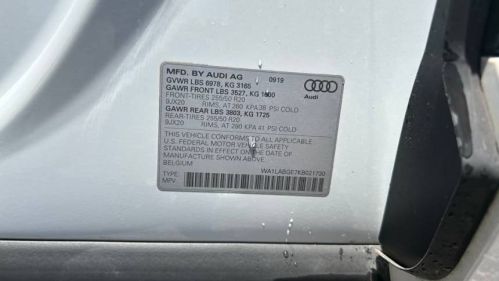 MFD. BY AUDI AG 0919
GVWR LBS 6978, KG 3165
GAWR FRONT LBS 3527, KG 1600
FRONT-TIRES 255/50 R20
9JX20 RIMS, AT 260 KPA 38 PSI COLD
GAWR REAR LBS 3803, KG 1725
REAR-TIRES 255/50 R20
9JX20 RIMS, AT 280 KPA 41 PSI COLD
Audi
THIS VEHICLE CONFORMS TO ALL APPLICABLE
U.S. FEDERAL MOTOR VEHICLE SAFETY
STANDARDS IN EFFECT ON THE DATE OF
MANUFACTURE SHOWN ABOVE.
BELGIUM
TYPE:
MPV